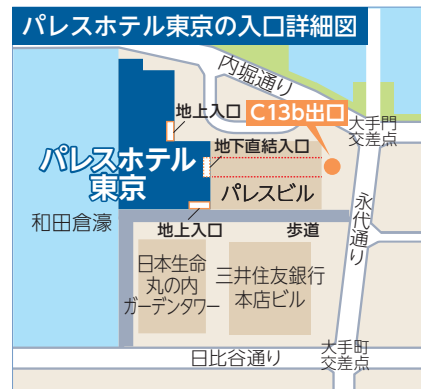 パレスホテル東京の入口詳細図
内堀通り
C13b出口
地上入口
大手門
交差点
地下直結入口
パレスホテル
東京
パレスビル
永代通り
和田倉濠
地上入口
歩道
日本生命
丸の内
ガーデンタワー
三井住友銀行
本店ビル
大手町
交差点
日比谷通り